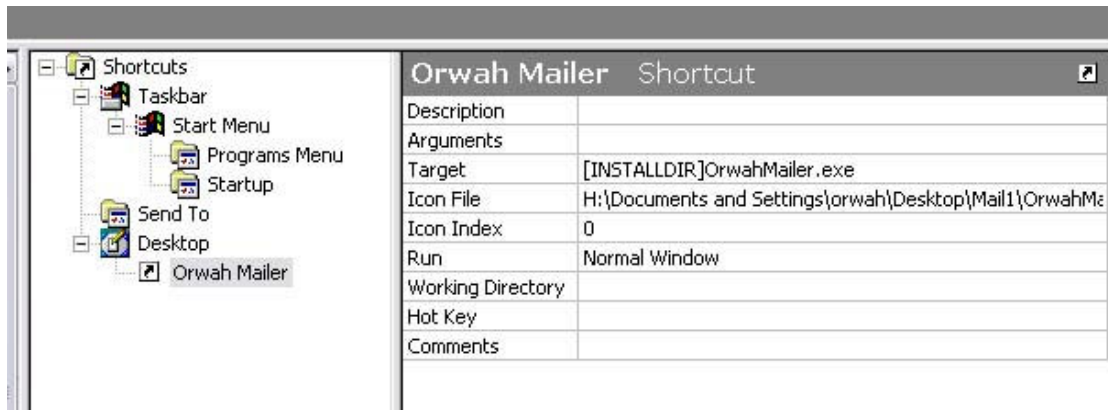 Shortcuts
Taskbar
Start Menu
Programs Menu
Startup
Send To
Desktop
Orwah Mailer
Orwah Mailer Shortcut
Description
Arguments
Target [INSTALLDIR]OrwahMailer.exe
Icon File H:\Documents and Settings\orwah\Desktop\Mail1\OrwahMa
Icon Index 0
Run Normal Window
Working Directory
Hot Key
Comments